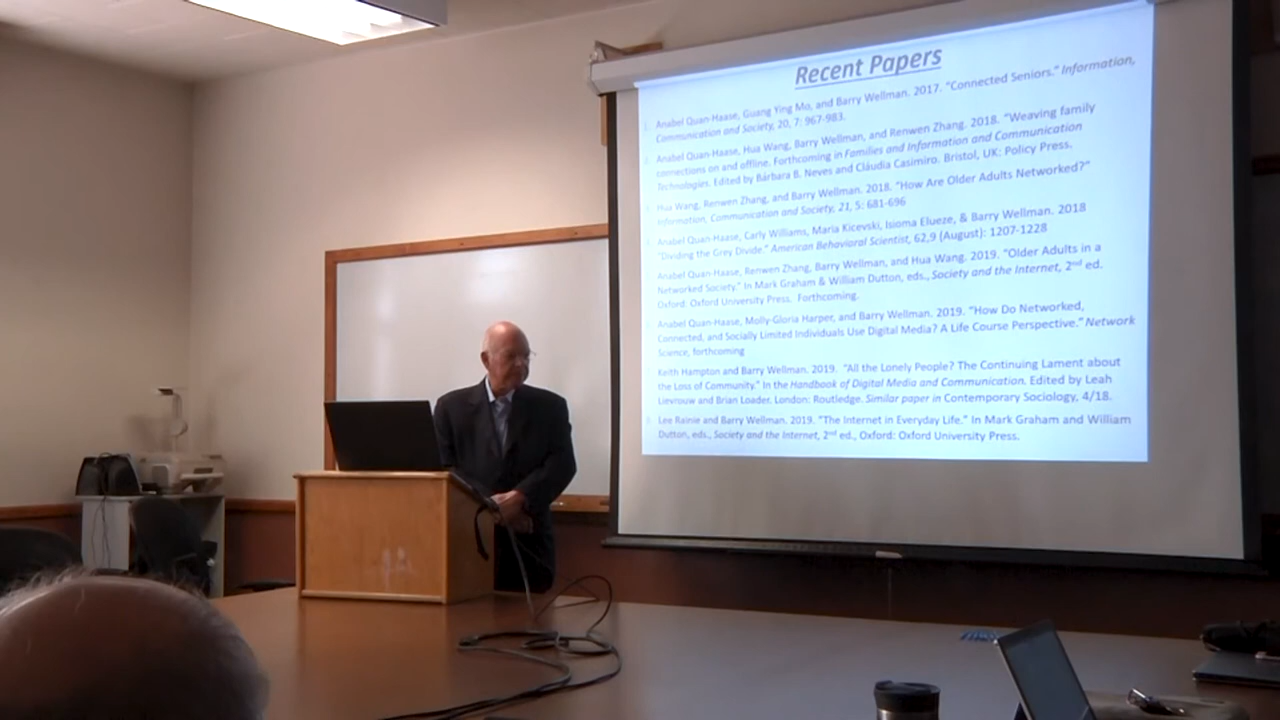 Recent Papers
Anabel Quan-Haase, Guang Ying Mo, and Barry Wellman. 2017. "Connected Seniors." Information,
Communication and Society, 20, 7: 967-983.
Anabel Quan-Haase, Hua Wang, Barry Wellman, and Renwen Zhang. 2018. "Weaving family
connections on and offline. Forthcoming in Families and Information and Communication
Technologies. Edited by Bárbara B. Neves and Cláudia Casimiro. Bristol, UK: Policy Press.
Hua Wang, Renwen Zhang, and Barry Wellman. 2018. "How Are Older Adults Networked?"
Information, Communication and Society, 21, 5: 681-696
Anabel Quan-Haase, Carly Williams, Maria Kicevski, Isioma Elueze, & Barry Wellman. 2018
"Dividing the Grey Divide." American Behavioral Scientist, 62,9 (August): 1207-1228
Anabel Quan-Haase, Renwen Zhang, Barry Wellman, and Hua Wang. 2019. "Older Adults in a
Networked Society." In Mark Graham & William Dutton, eds., Society and the Internet, 2nd ed.
Oxford: Oxford University Press. Forthcoming.
Anabel Quan-Haase, Molly-Gloria Harper, and Barry Wellman. 2019. "How Do Networked,
Connected, and Socially Limited Individuals Use Digital Media? A Life Course Perspective." Network
Science, forthcoming
Keith Hampton and Barry Wellman. 2019. "All the Lonely People? The Continuing Lament about
the Loss of Community." In the Handbook of Digital Media and Communication. Edited by Leah
Lievrouw and Brian Loader. London: Routledge. Similar paper in Contemporary Sociology, 4/18.
Lee Rainie and Barry Wellman. 2019. "The Internet in Everyday Life." In Mark Graham and William
Dutton, eds., Society and the Internet, 2nd ed., Oxford: Oxford University Press.